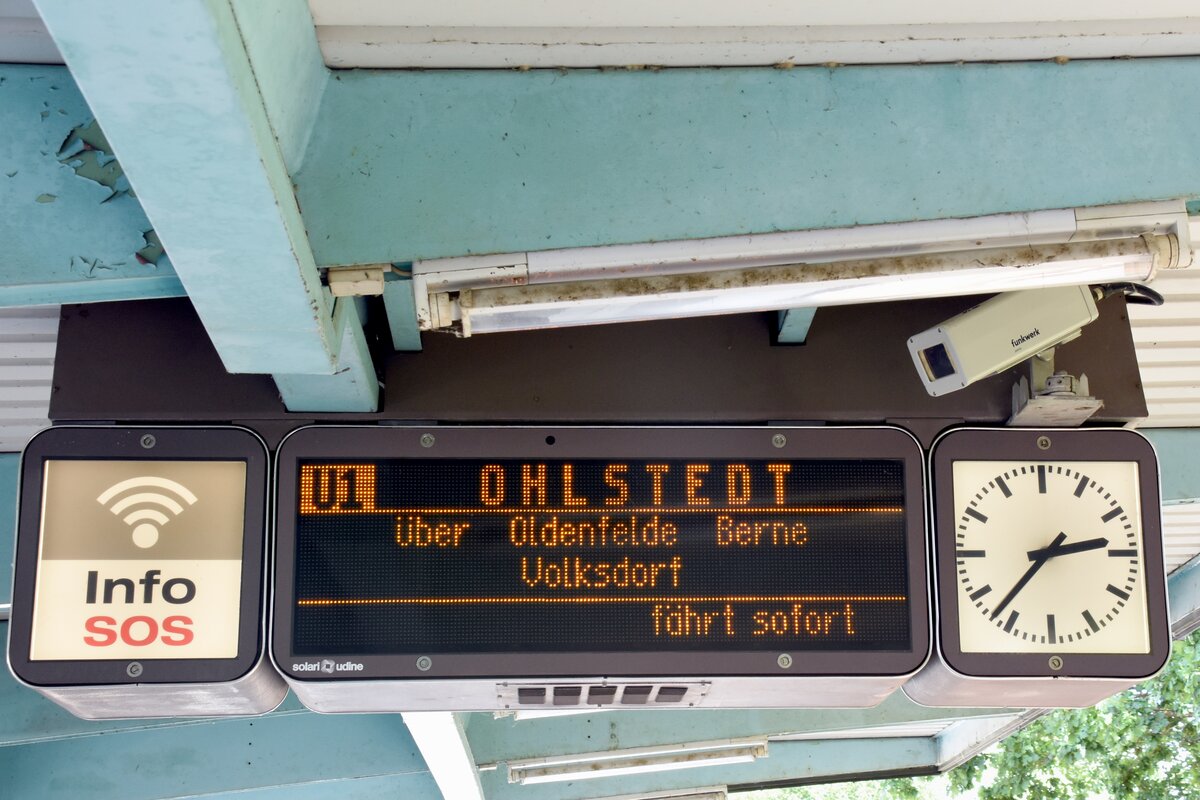 funkwerk
Info
SOS
U1 OHLSTEDT
Über Oldenfelde Berne
Volksdorf
fährt sofort
solari udine